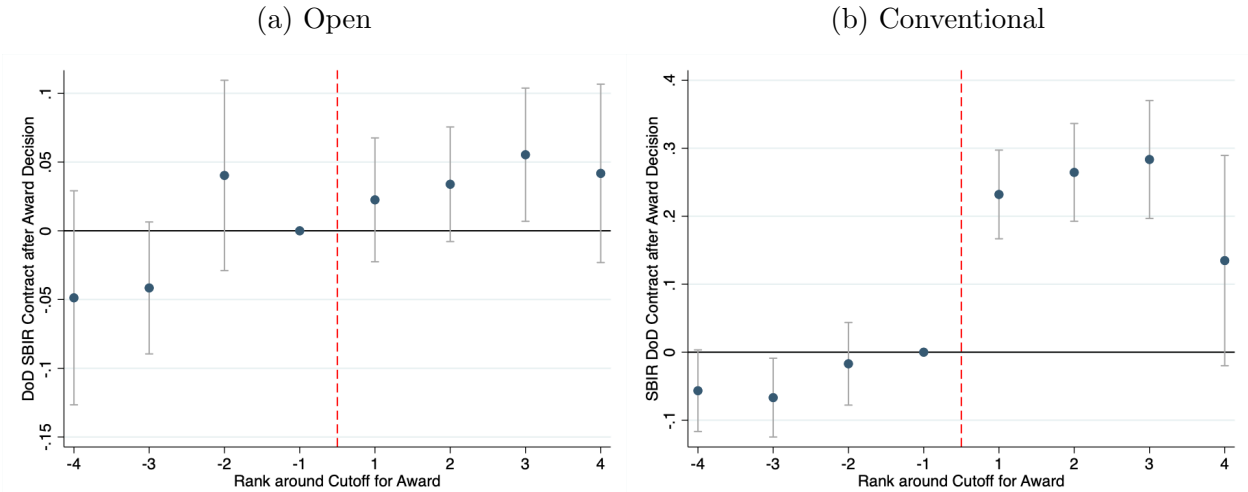 (a) Open
DoD SBIR Contract after Award Decision
.1
.05
0
-.05
-.1
-.15
-4 -3 -2 -1 1 2 3 4
Rank around Cutoff for Award
(b) Conventional
SBIR DoD Contract after Award Decision
.4
.3
.2
.1
0
-.1
-4 -3 -2 -1 1 2 3 4
Rank around Cutoff for Award